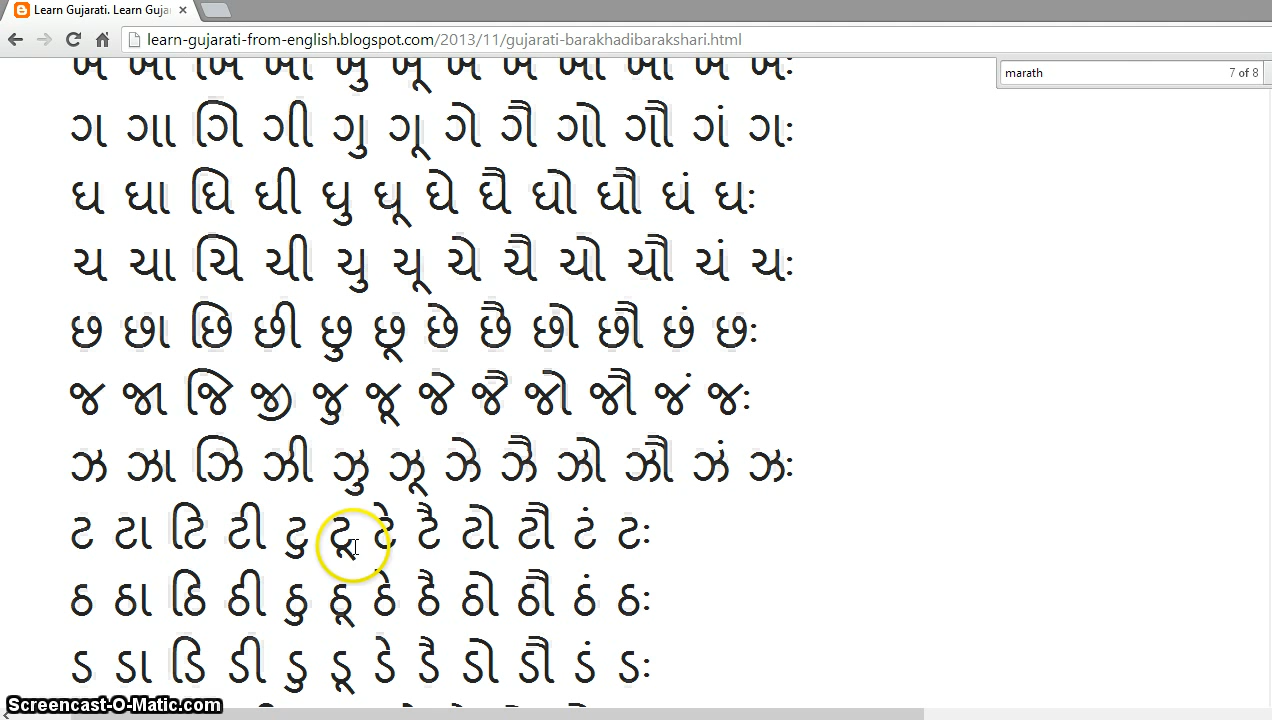 Learn Gujarati. Learn Guja
learn-gujarati-from-english.blogspot.com/2013/11/gujarati-barakhadibarakshari.html
marath 7 of 8
ખ ખા ખિ ખી ખુ ખૂ ખે ખૈ ખો ખૌ ખં ખઃ
ગ ગા ગિ ગી ગુ ગૂ ગે ગૈ ગો ગૌ ગં ગઃ
ઘ ઘા ઘિ ઘી ઘુ ઘૂ ઘે ઘૈ ઘો ઘૌ ઘં ઘઃ
ચ ચા ચિ ચી ચુ ચૂ ચે ચૈ ચો ચૌ ચં ચઃ
છ છા છિ છી છુ છૂ છે છૈ છો છૌ છં છઃ
જ જા જિ જી જુ જૂ જે જૈ જો જૌ જં જઃ
ઝ ઝા ઝિ ઝી ઝુ ઝૂ ઝે ઝૈ ઝો ઝૌ ઝં ઝઃ
ટ ટા ટિ ટી ટુ ટૂ ટે ટૈ ટો ટૌ ટં ટઃ
ઠ ઠા ઠિ ઠી ઠુ ઠૂ ઠે ઠૈ ઠો ઠૌ ઠં ઠઃ
ડ ડા ડિ ડી ડુ ડૂ ડે ડૈ ડો ડૌ ડં ડઃ
Screencast-O-Matic.com